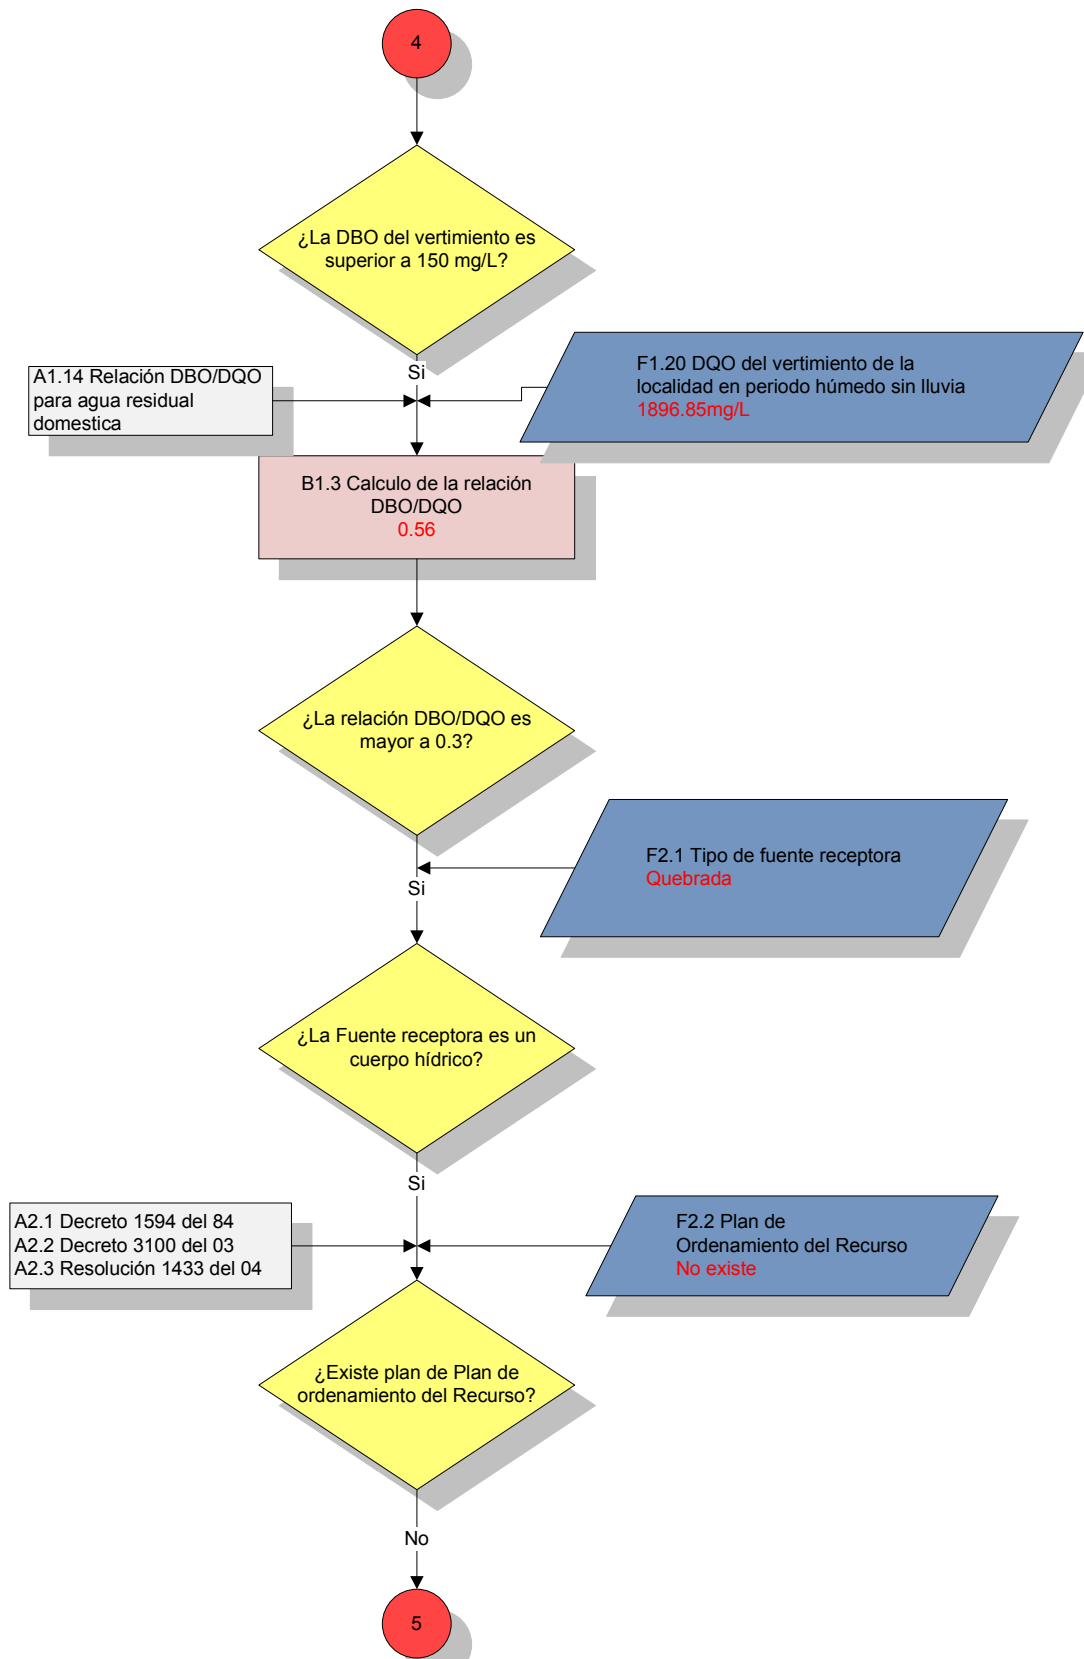 4
¿La DBO del vertimiento es
superior a 150 mg/L?
Si
A1.14 Relación DBO/DQO
para agua residual
domestica
F1.20 DQO del vertimiento de la
localidad en periodo húmedo sin lluvia
1896.85mg/L
B1.3 Calculo de la relación
DBO/DQO
0.56
¿La relación DBO/DQO es
mayor a 0.3?
F2.1 Tipo de fuente receptora
Quebrada
Si
¿La Fuente receptora es un
cuerpo hídrico?
Si
A2.1 Decreto 1594 del 84
A2.2 Decreto 3100 del 03
A2.3 Resolución 1433 del 04
F2.2 Plan de
Ordenamiento del Recurso
No existe
¿Existe plan de Plan de
ordenamiento del Recurso?
No
5